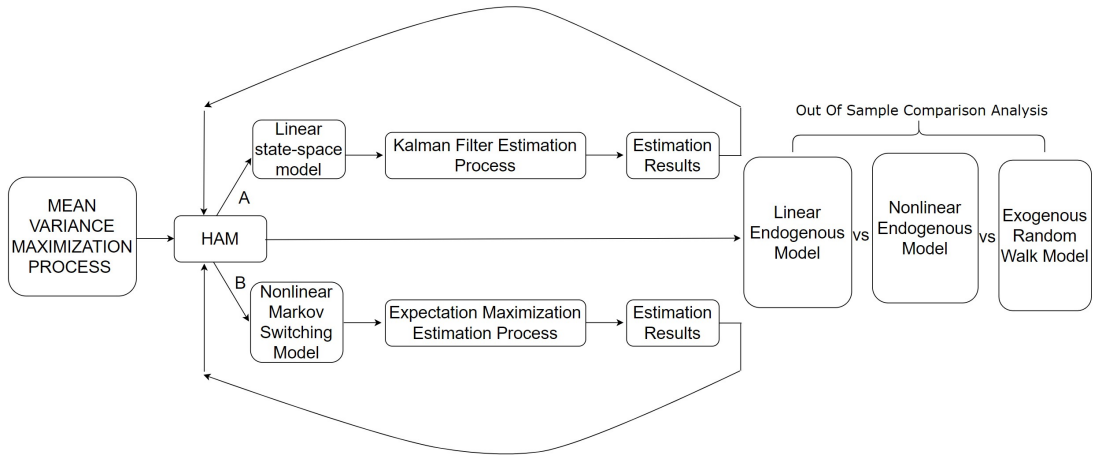 Out Of Sample Comparison Analysis
MEAN
VARIANCE
MAXIMIZATION
PROCESS
HAM
A
Linear
state-space
model
Kalman Filter Estimation
Process
Estimation
Results
B
Nonlinear
Markov
Switching
Model
Expectation Maximization
Estimation Process
Estimation
Results
Linear
Endogenous
Model
vs
Nonlinear
Endogenous
Model
vs
Exogenous
Random
Walk Model